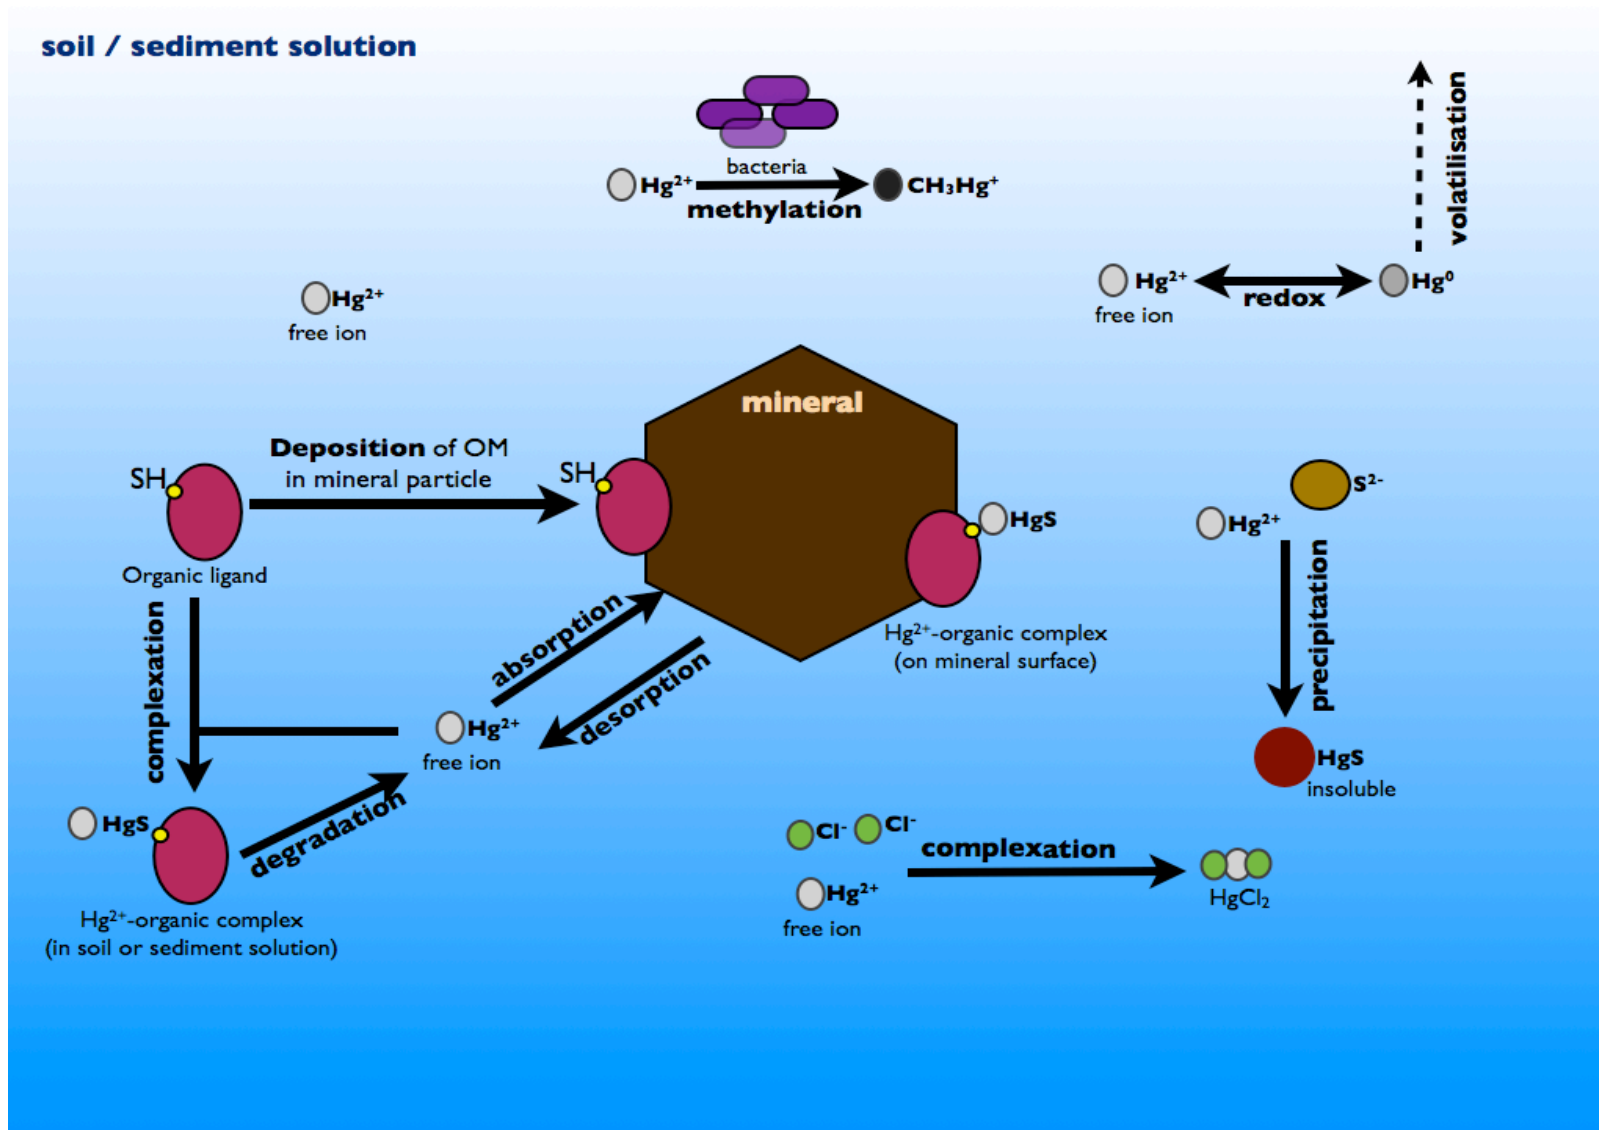 soil / sediment solution
bacteria
Hg²⁺
CH₃Hg⁺
methylation
volatilisation
Hg²⁺
free ion
Hg²⁺
redox
Hg⁰
free ion
mineral
Deposition of OM
in mineral particle
SH
SH
Organic ligand
HgS
S²⁻
Hg²⁺
complexation
absorption
desorption
Hg²⁺-organic complex
(on mineral surface)
precipitation
Hg²⁺
free ion
HgS
insoluble
HgS
degradation
Hg²⁺-organic complex
(in soil or sediment solution)
Cl⁻
Cl⁻
complexation
Hg²⁺
free ion
HgCl₂